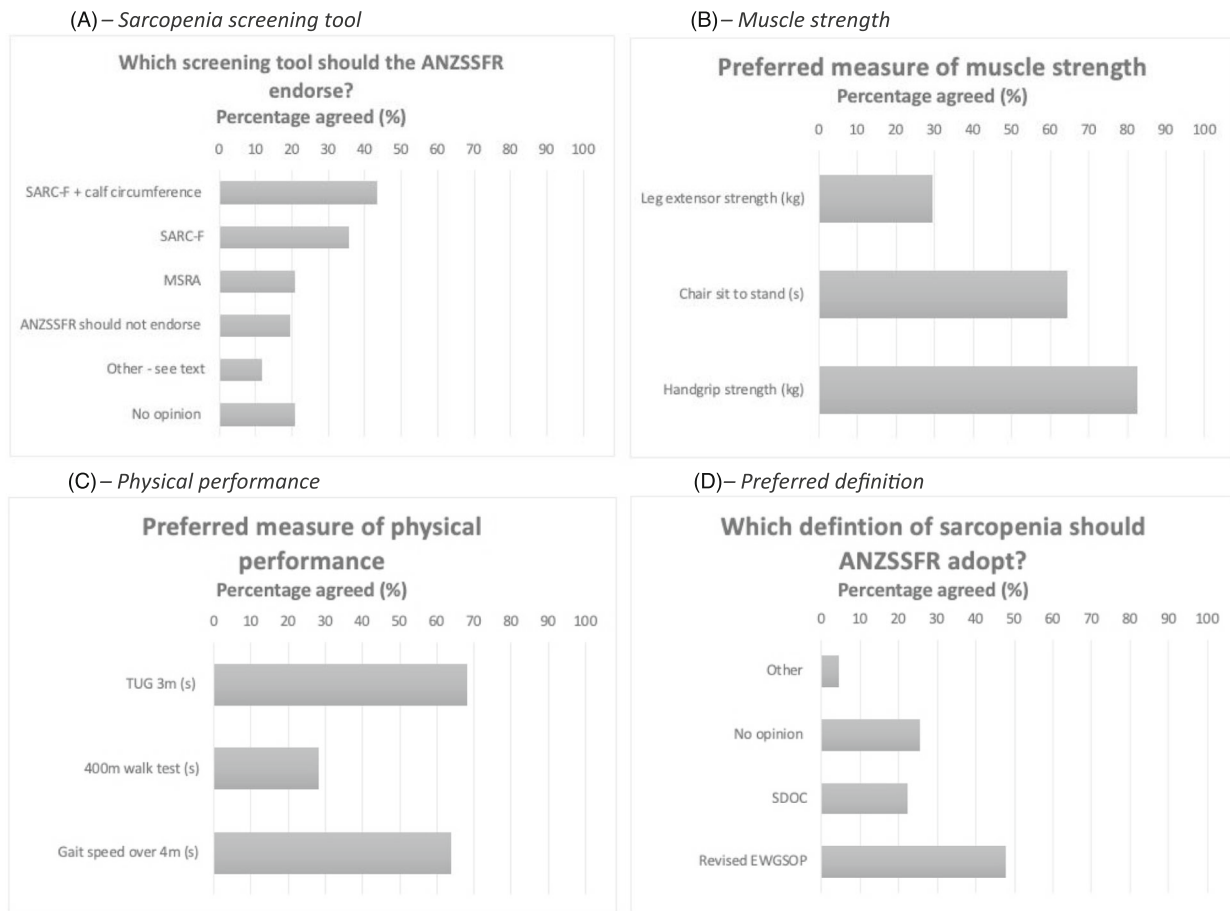 (A) – Sarcopenia screening tool
Which screening tool should the ANZSSFR
endorse?
Percentage agreed (%)
0 10 20 30 40 50 60 70 80 90 100
SARC-F + calf circumference
SARC-F
MSRA
ANZSSFR should not endorse
Other - see text
No opinion
(B) – Muscle strength
Preferred measure of muscle strength
Percentage agreed (%)
0 10 20 30 40 50 60 70 80 90 100
Leg extensor strength (kg)
Chair sit to stand (s)
Handgrip strength (kg)
(C) – Physical performance
Preferred measure of physical
performance
Percentage agreed (%)
0 10 20 30 40 50 60 70 80 90 100
TUG 3m (s)
400m walk test (s)
Gait speed over 4m (s)
(D) – Preferred definition
Which defintion of sarcopenia should
ANZSSFR adopt?
Percentage agreed (%)
0 10 20 30 40 50 60 70 80 90 100
Other
No opinion
SDOC
Revised EWGSOP